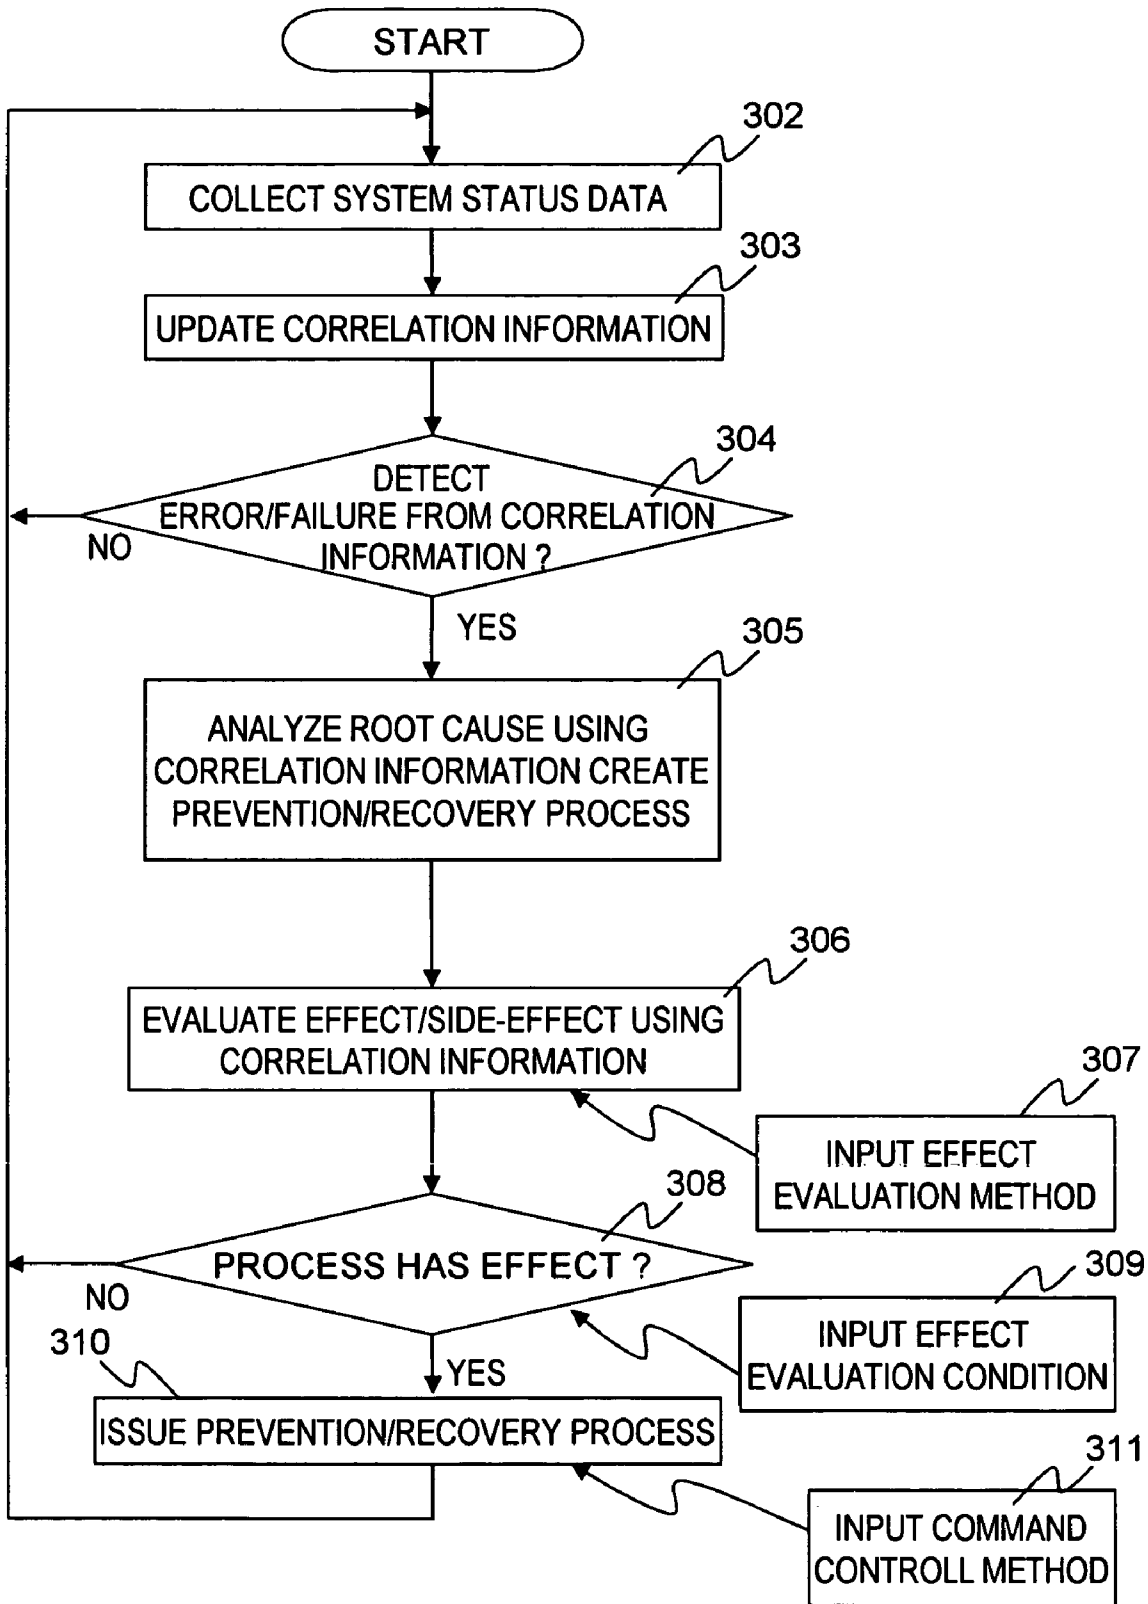 START
302
COLLECT SYSTEM STATUS DATA
303
UPDATE CORRELATION INFORMATION
304
DETECT
ERROR/FAILURE FROM CORRELATION
INFORMATION ?
NO
YES
305
ANALYZE ROOT CAUSE USING
CORRELATION INFORMATION CREATE
PREVENTION/RECOVERY PROCESS
306
EVALUATE EFFECT/SIDE-EFFECT USING
CORRELATION INFORMATION
307
INPUT EFFECT
EVALUATION METHOD
308
PROCESS HAS EFFECT ?
NO
YES
309
INPUT EFFECT
EVALUATION CONDITION
310
ISSUE PREVENTION/RECOVERY PROCESS
311
INPUT COMMAND
CONTROLL METHOD